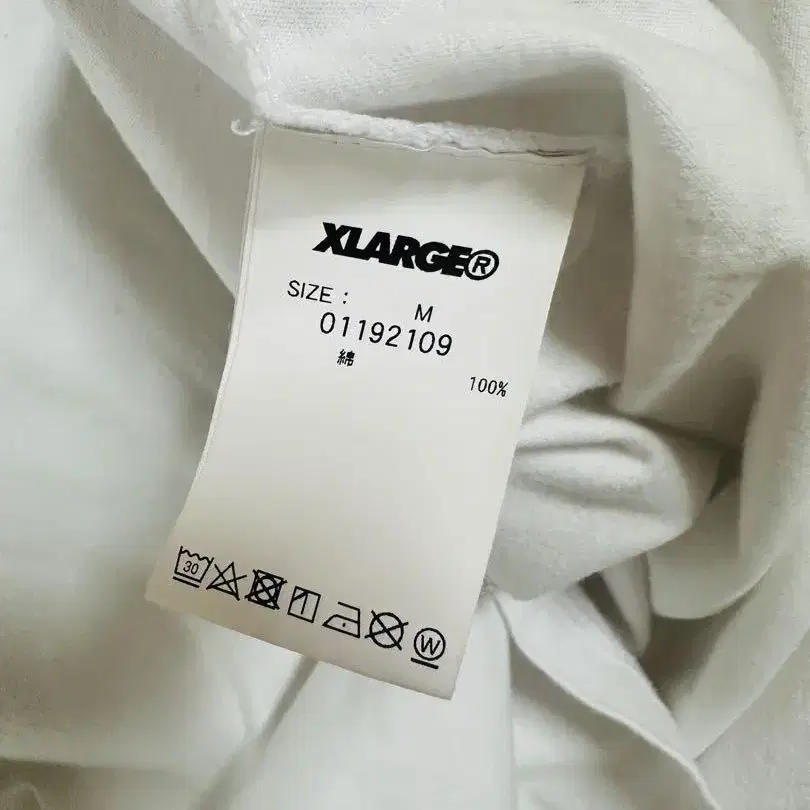 XLARGE®
SIZE : M
01192109
綿 100%
30
W